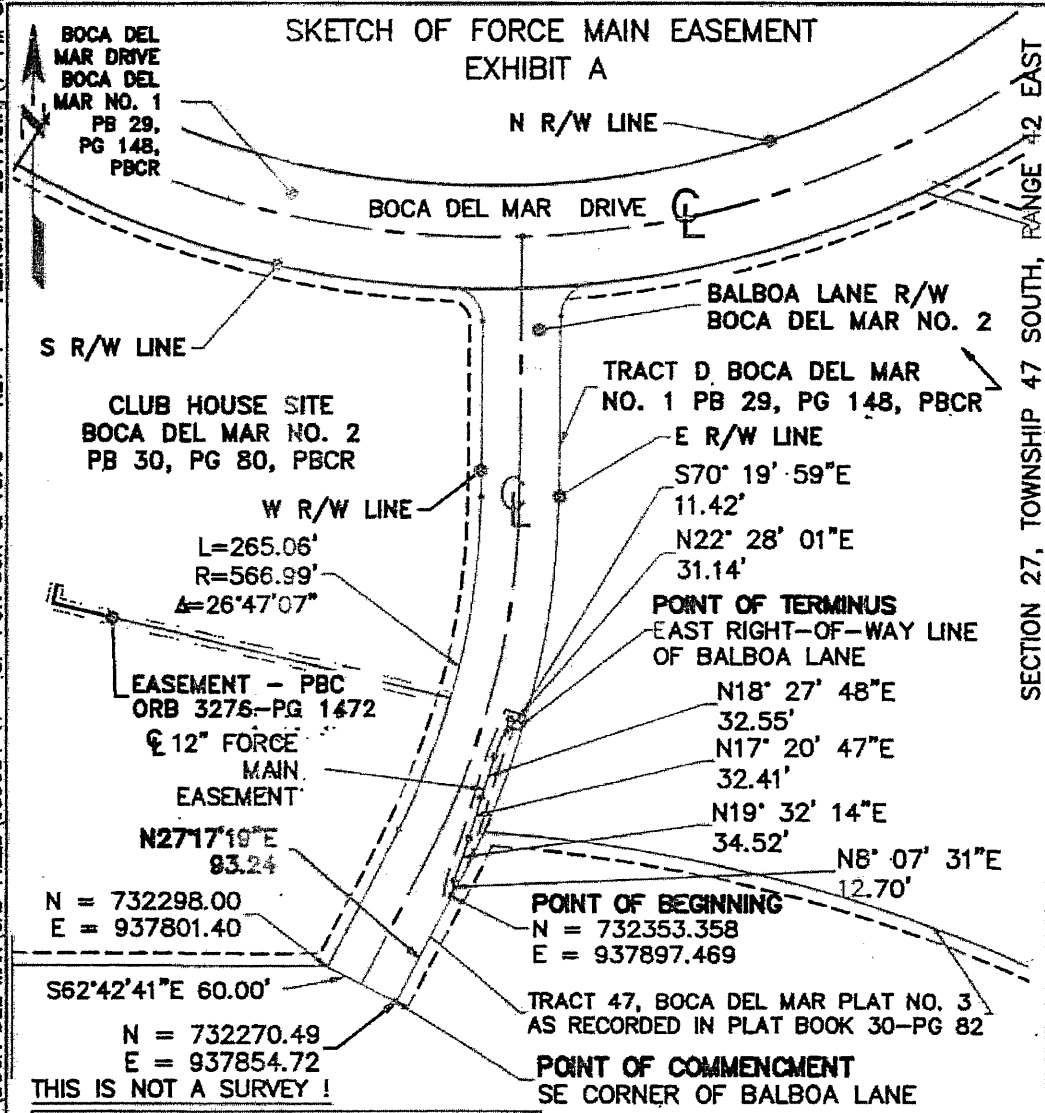 SKETCH OF FORCE MAIN EASEMENT
EXHIBIT A
BOCA DEL
MAR DRIVE
BOCA DEL
MAR NO. 1
PB 29,
PG 148,
PBCR
N R/W LINE
BOCA DEL MAR DRIVE
S R/W LINE
BALBOA LANE R/W
BOCA DEL MAR NO. 2
TRACT D BOCA DEL MAR
NO. 1 PB 29, PG 148, PBCR
CLUB HOUSE SITE
BOCA DEL MAR NO. 2
PB 30, PG 80, PBCR
E R/W LINE
W R/W LINE
S70° 19' 59"E
11.42'
N22° 28' 01"E
31.14'
L=265.06'
R=566.99'
Δ=26°47'07"
POINT OF TERMINUS
EAST RIGHT-OF-WAY LINE
OF BALBOA LANE
EASEMENT - PBC
ORB 3276-PG 1472
N18° 27' 48"E
32.55'
℄ 12" FORCE
MAIN
EASEMENT
N17° 20' 47"E
32.41'
N19° 32' 14"E
34.52'
N27°17'19"E
93.24
N8° 07' 31"E
12.70'
N = 732298.00
E = 937801.40
POINT OF BEGINNING
N = 732353.358
E = 937897.469
S62°42'41"E 60.00'
TRACT 47, BOCA DEL MAR PLAT NO. 3
AS RECORDED IN PLAT BOOK 30-PG 82
N = 732270.49
E = 937854.72
POINT OF COMMENCMENT
SE CORNER OF BALBOA LANE
THIS IS NOT A SURVEY !
SECTION 27, TOWNSHIP 47 SOUTH, RANGE 42 EAST